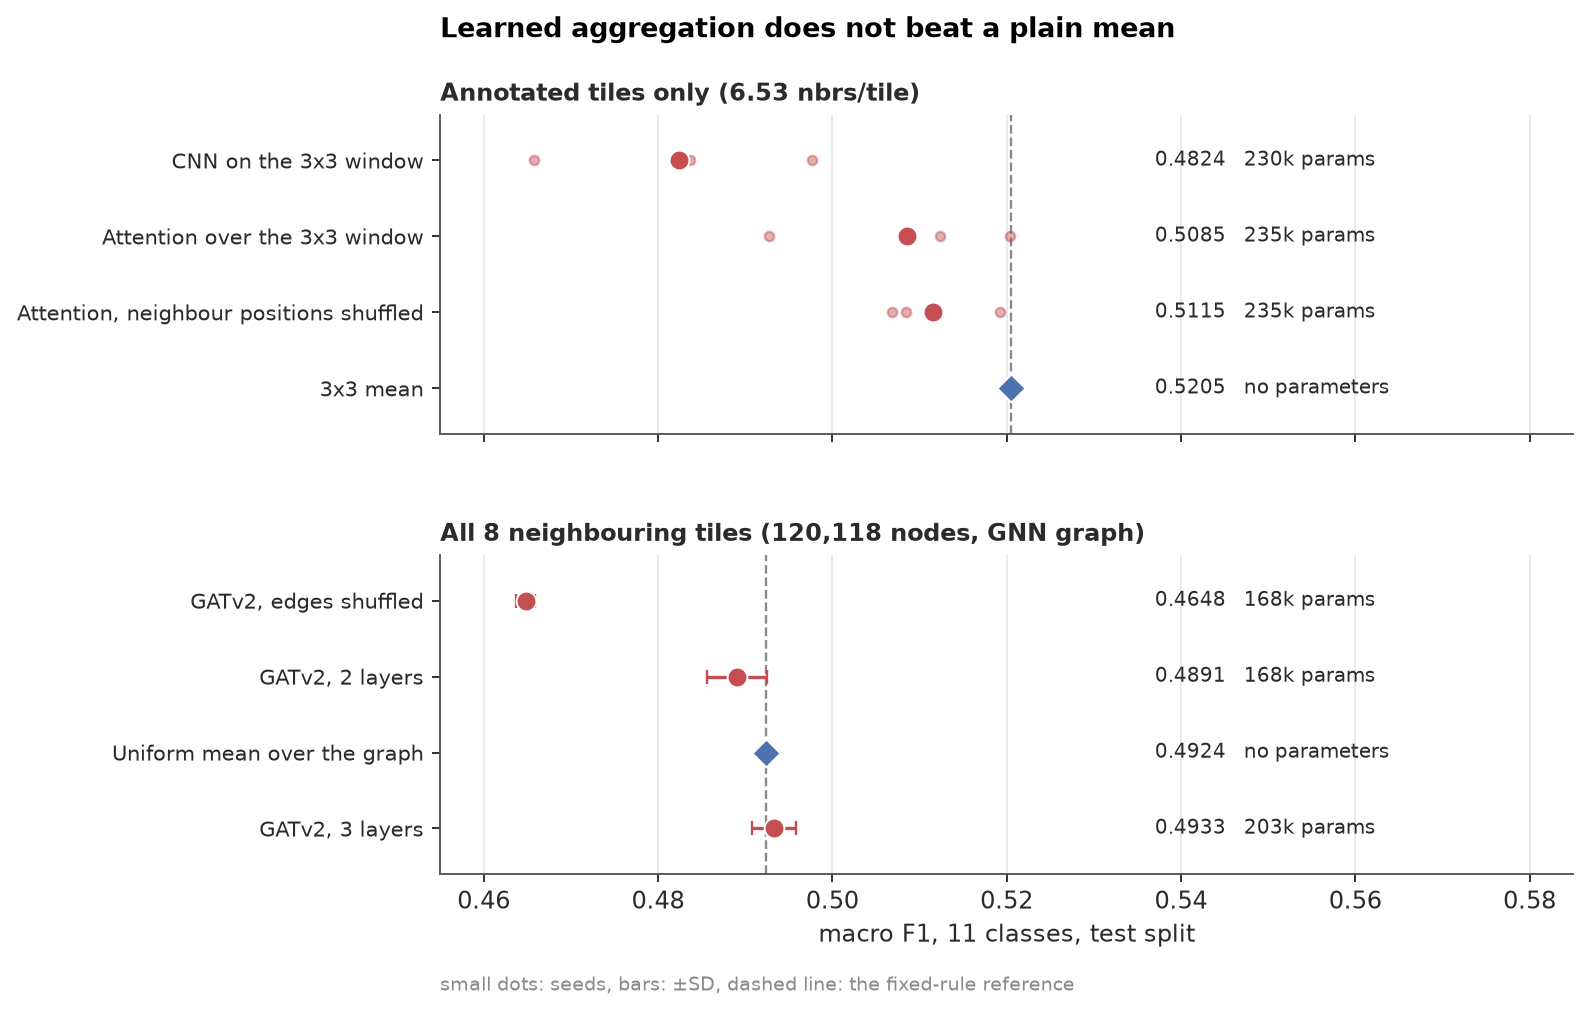 Learned aggregation does not beat a plain mean
Annotated tiles only (6.53 nbrs/tile)
CNN on the 3x3 window 0.4824 230k params
Attention over the 3x3 window 0.5085 235k params
Attention, neighbour positions shuffled 0.5115 235k params
3x3 mean 0.5205 no parameters
All 8 neighbouring tiles (120,118 nodes, GNN graph)
GATv2, edges shuffled 0.4648 168k params
GATv2, 2 layers 0.4891 168k params
Uniform mean over the graph 0.4924 no parameters
GATv2, 3 layers 0.4933 203k params
0.46 0.48 0.50 0.52 0.54 0.56 0.58
macro F1, 11 classes, test split
small dots: seeds, bars: ±SD, dashed line: the fixed-rule reference